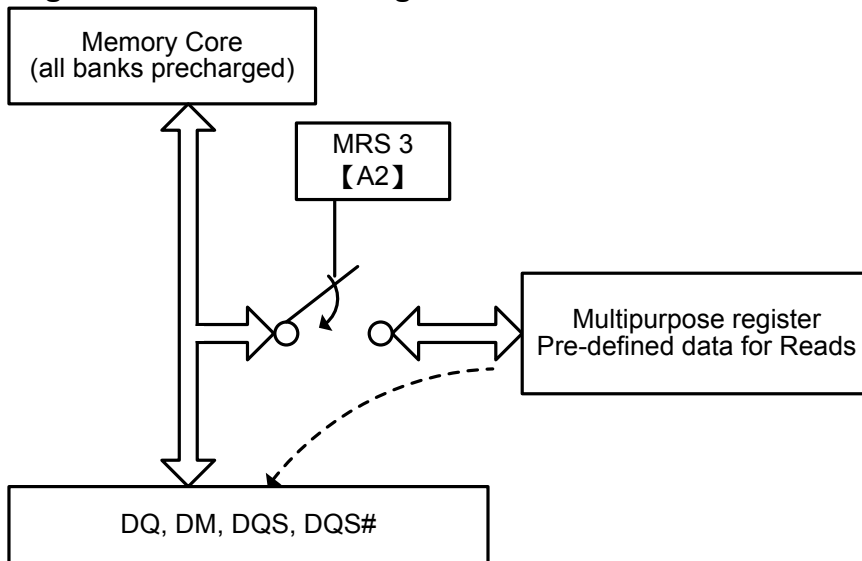 Memory Core
(all banks precharged)
MRS 3
【A2】
Multipurpose register
Pre-defined data for Reads
DQ, DM, DQS, DQS#